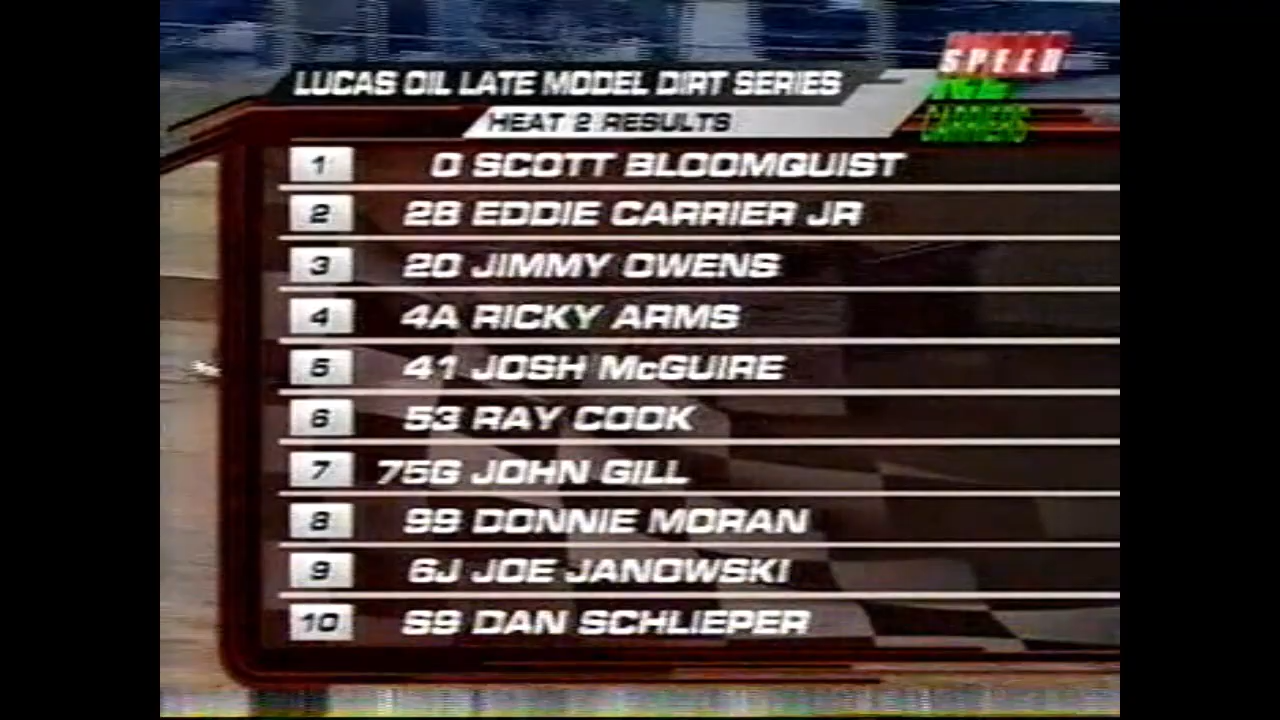 SPEED
LUCAS OIL LATE MODEL DIRT SERIES
CARRIERS
HEAT 2 RESULTS
1 0 SCOTT BLOOMQUIST
2 28 EDDIE CARRIER JR
3 20 JIMMY OWENS
4 4A RICKY ARMS
5 41 JOSH McGUIRE
6 53 RAY COOK
7 75G JOHN GILL
8 99 DONNIE MORAN
9 6J JOE JANOWSKI
10 S9 DAN SCHLIEPER